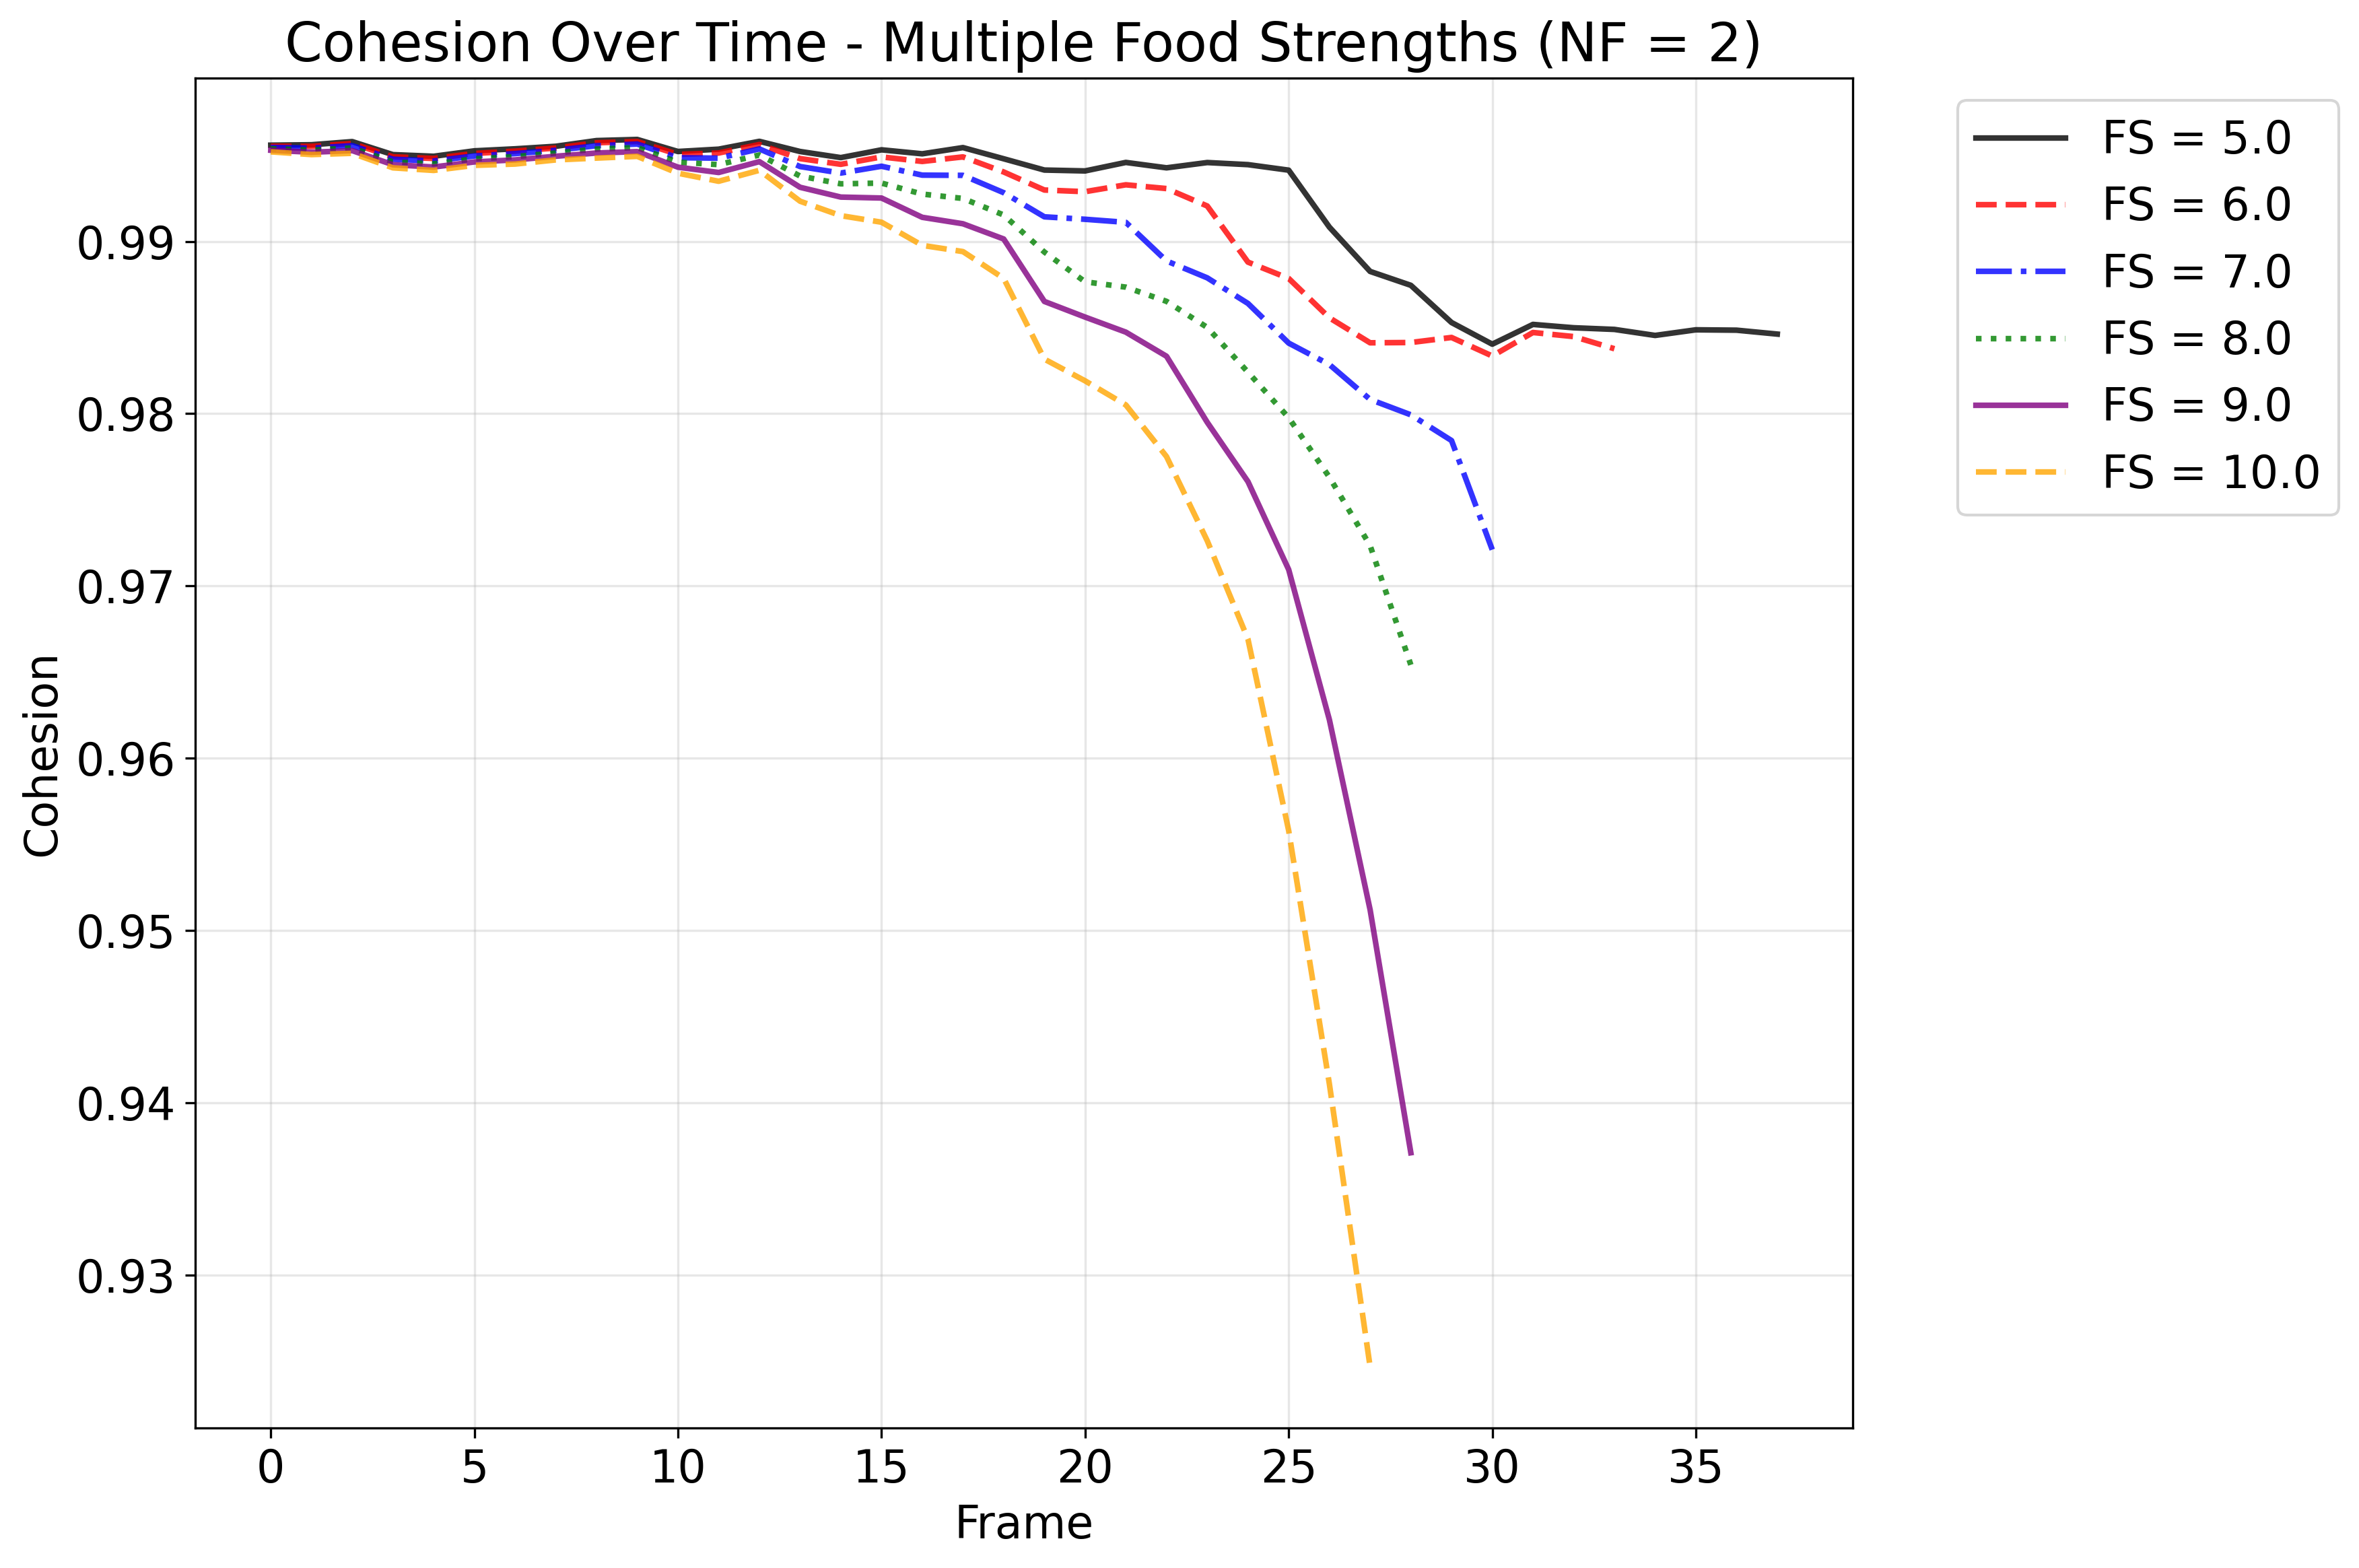 Cohesion Over Time - Multiple Food Strengths (NF = 2)
FS = 5.0
FS = 6.0
FS = 7.0
FS = 8.0
FS = 9.0
FS = 10.0
0.99
0.98
0.97
0.96
0.95
0.94
0.93
Cohesion
0 5 10 15 20 25 30 35
Frame